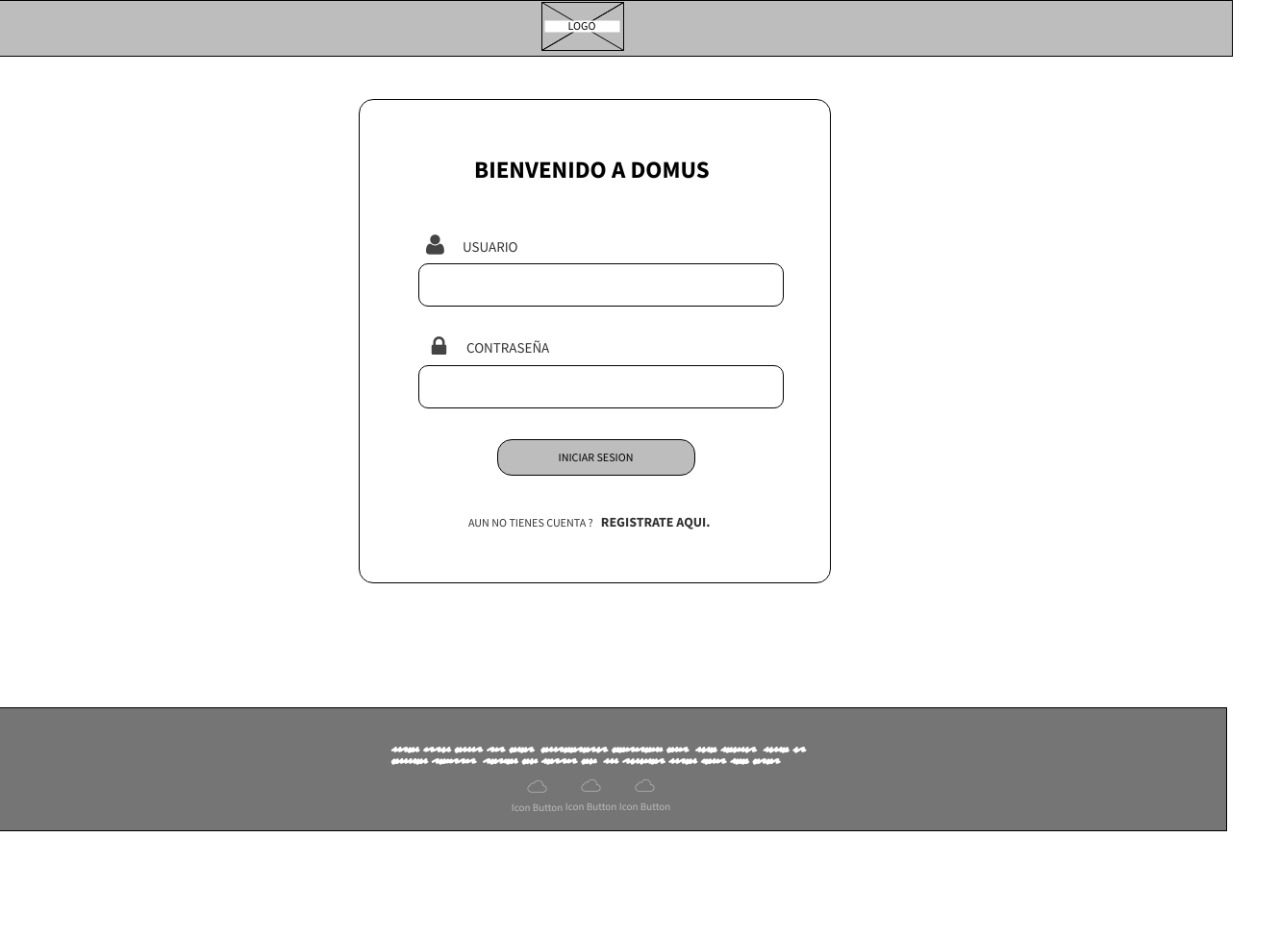 LOGO
BIENVENIDO A DOMUS
USUARIO
CONTRASEÑA
INICIAR SESION
AUN NO TIENES CUENTA ? REGISTRATE AQUI.
Icon Button Icon Button Icon Button